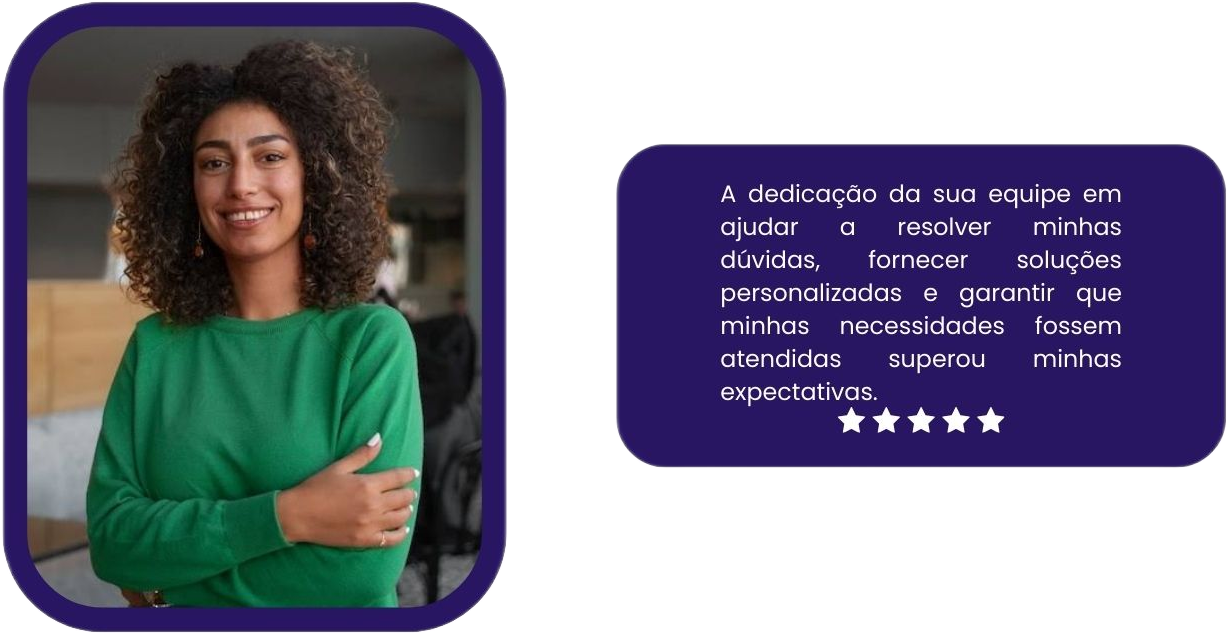 A dedicação da sua equipe em
ajudar a resolver minhas
dúvidas, fornecer soluções
personalizadas e garantir que
minhas necessidades fossem
atendidas superou minhas
expectativas.